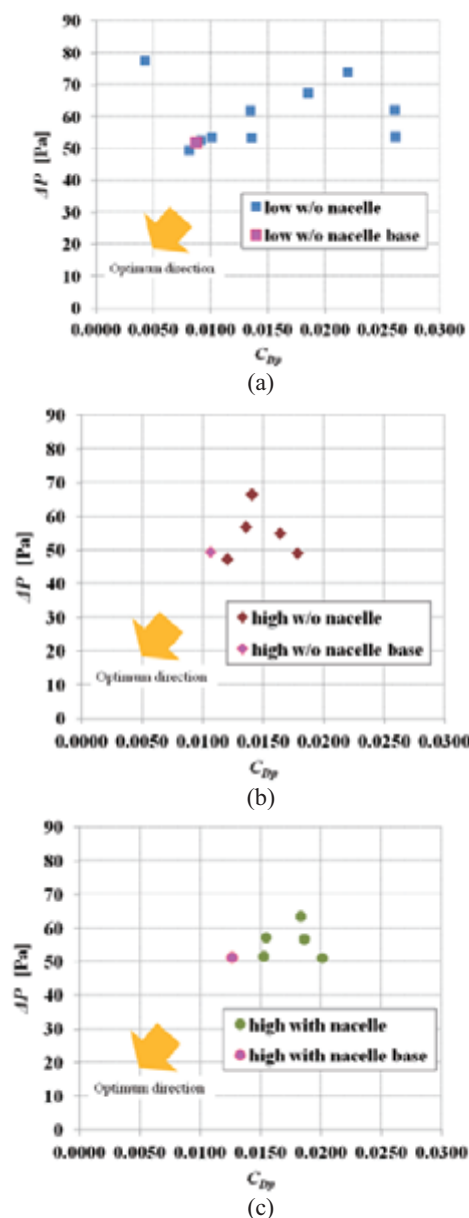 90
80
70
60
50
40
30
20
10
0
ΔP [Pa]
low w/o nacelle
low w/o nacelle base
Optimum direction
0.0000 0.0050 0.0100 0.0150 0.0200 0.0250 0.0300
C_Dp
(a)
90
80
70
60
50
40
30
20
10
0
ΔP [Pa]
high w/o nacelle
high w/o nacelle base
Optimum direction
0.0000 0.0050 0.0100 0.0150 0.0200 0.0250 0.0300
C_Dp
(b)
90
80
70
60
50
40
30
20
10
0
ΔP [Pa]
high with nacelle
high with nacelle base
Optimum direction
0.0000 0.0050 0.0100 0.0150 0.0200 0.0250 0.0300
C_Dp
(c)